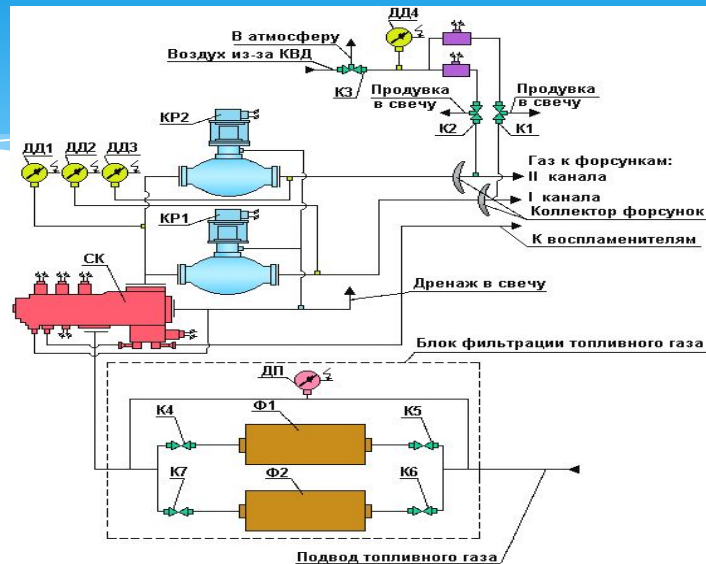 В атмосферу
ДД4
Воздух из-за КВД
К3
Продувка
в свечу
Продувка
в свечу
К2
К1
КР2
ДД1
ДД2
ДД3
Газ к форсункам:
II канала
I канала
Коллектор форсунок
КР1
К воспламенителям
СК
Дренаж в свечу
Блок фильтрации топливного газа
ДП
Ф1
К4
К5
К7
Ф2
К6
Подвод топливного газа